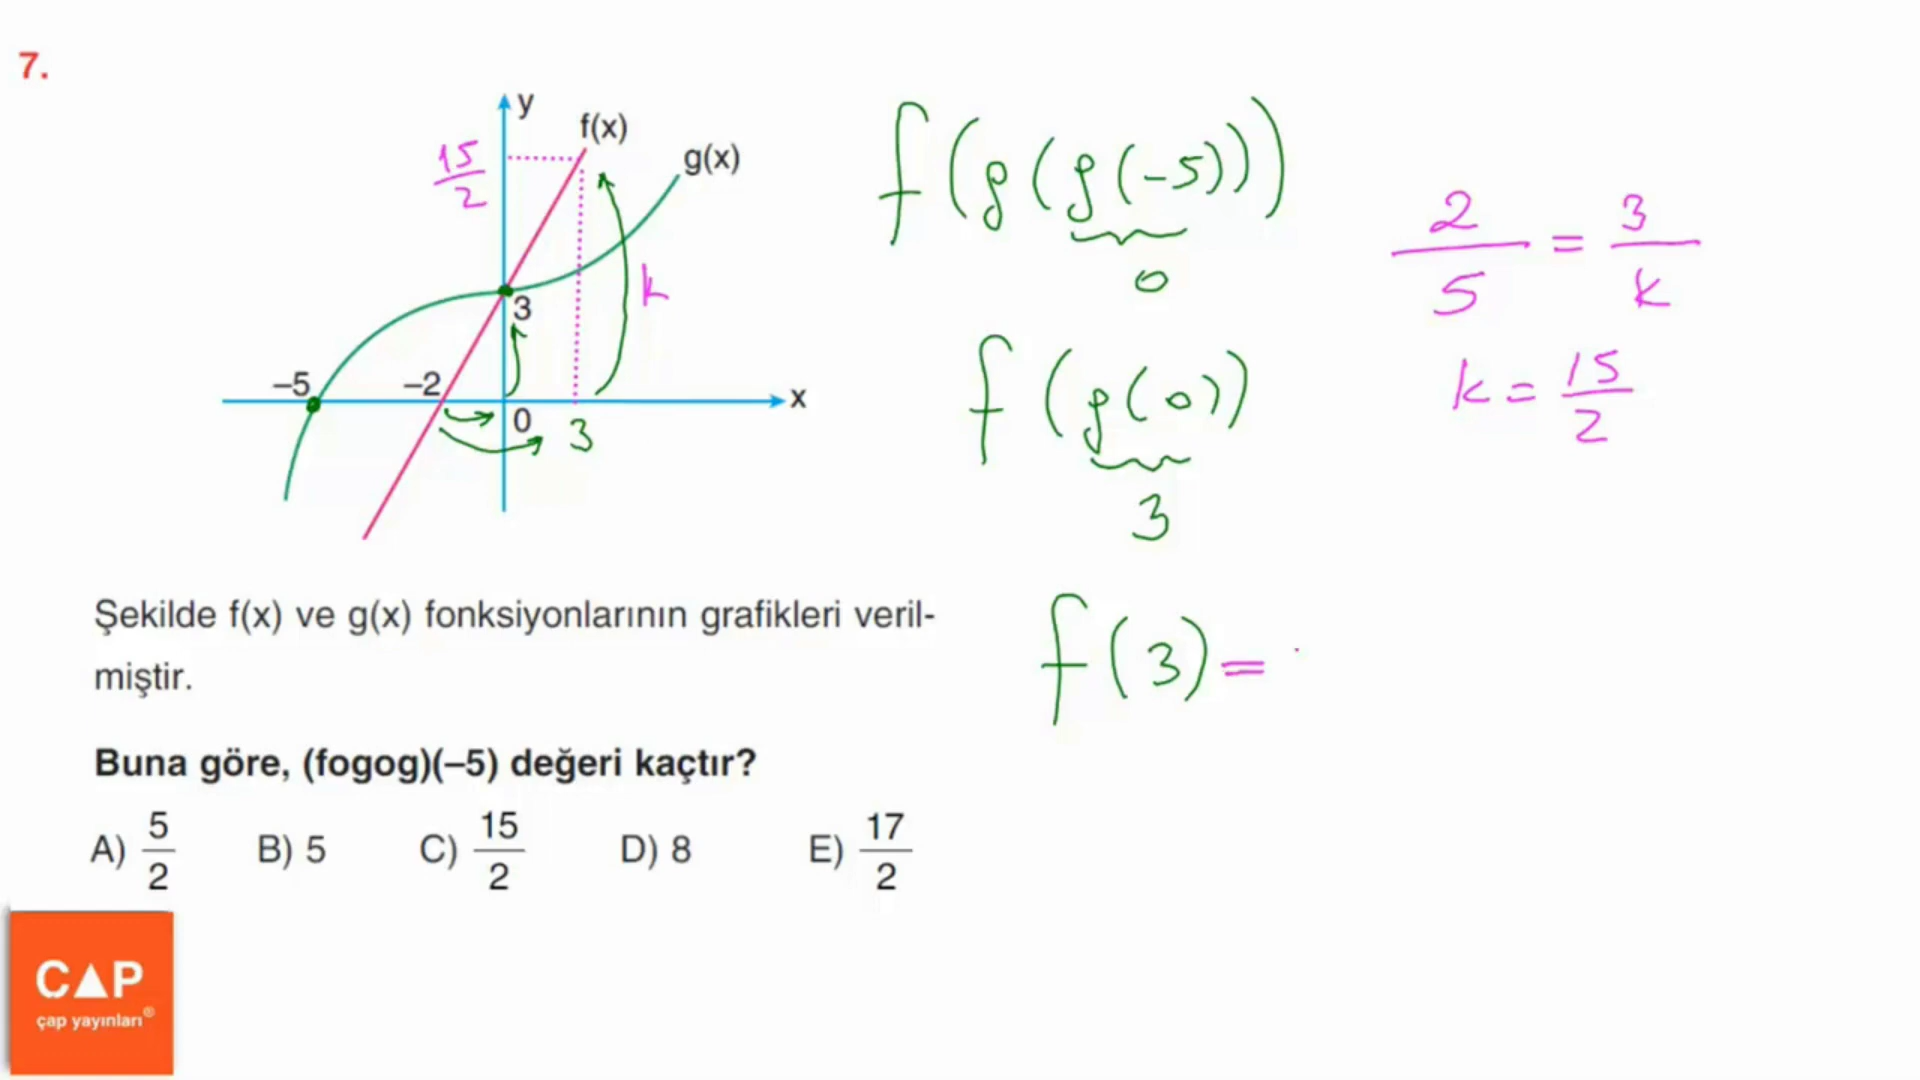 7.
y
f(x)
g(x)
15/2
k
3
-5
-2
0
x
3
f(g(g(-5)))
0
f(g(0))
3
f(3)=
2/5 = 3/k
k = 15/2
Şekilde f(x) ve g(x) fonksiyonlarının grafikleri veril-
miştir.
Buna göre, (fogog)(–5) değeri kaçtır?
A) 5/2 B) 5 C) 15/2 D) 8 E) 17/2
ÇAP
çap yayınları®